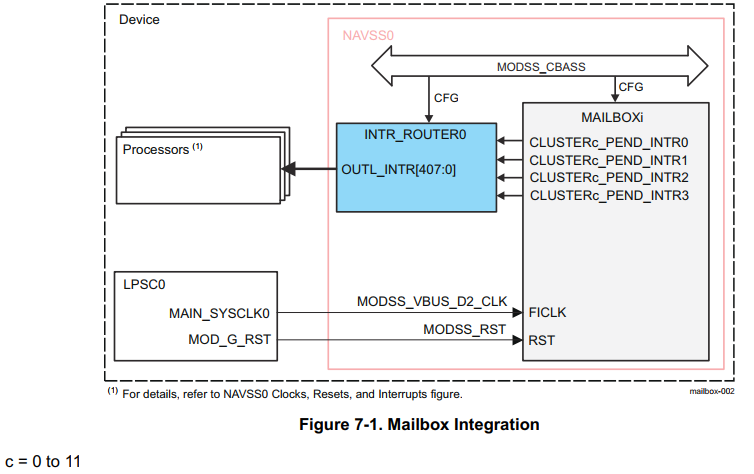 Device
NAVSS0
MODSS_CBASS
CFG
CFG
MAILBOXi
INTR_ROUTER0
CLUSTERc_PEND_INTR0
Processors (1)
CLUSTERc_PEND_INTR1
OUTL_INTR[407:0]
CLUSTERc_PEND_INTR2
CLUSTERc_PEND_INTR3
LPSC0
MODSS_VBUS_D2_CLK
MAIN_SYSCLK0
FICLK
MODSS_RST
MOD_G_RST
RST
(1) For details, refer to NAVSS0 Clocks, Resets, and Interrupts figure.
mailbox-002
Figure 7-1. Mailbox Integration
c = 0 to 11